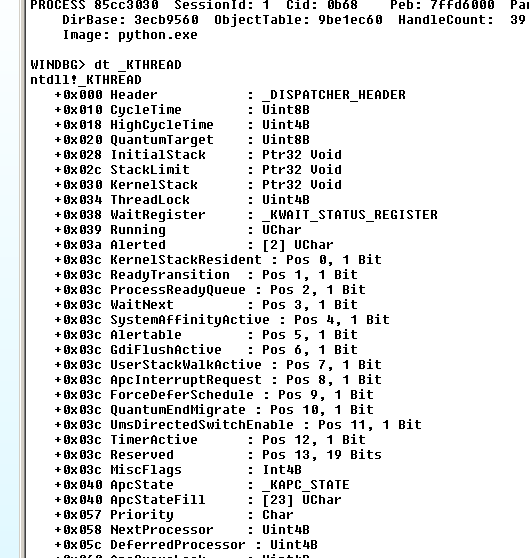 PROCESS 85cc3030  SessionId: 1  Cid: 0b68    Peb: 7ffd6000
    DirBase: 3ecb9560  ObjectTable: 9be1ec60  HandleCount:  39
    Image: python.exe
WINDBG> dt _KTHREAD
ntdll!_KTHREAD
   +0x000 Header           : _DISPATCHER_HEADER
   +0x010 CycleTime        : Uint8B
   +0x018 HighCycleTime    : Uint4B
   +0x020 QuantumTarget    : Uint8B
   +0x028 InitialStack     : Ptr32 Void
   +0x02c StackLimit       : Ptr32 Void
   +0x030 KernelStack      : Ptr32 Void
   +0x034 ThreadLock       : Uint4B
   +0x038 WaitRegister     : _KWAIT_STATUS_REGISTER
   +0x039 Running          : UChar
   +0x03a Alerted          : [2] UChar
   +0x03c KernelStackResident : Pos 0, 1 Bit
   +0x03c ReadyTransition  : Pos 1, 1 Bit
   +0x03c ProcessReadyQueue : Pos 2, 1 Bit
   +0x03c WaitNext         : Pos 3, 1 Bit
   +0x03c SystemAffinityActive : Pos 4, 1 Bit
   +0x03c Alertable        : Pos 5, 1 Bit
   +0x03c GdiFlushActive   : Pos 6, 1 Bit
   +0x03c UserStackWalkActive : Pos 7, 1 Bit
   +0x03c ApcInterruptRequest : Pos 8, 1 Bit
   +0x03c ForceDeferSchedule : Pos 9, 1 Bit
   +0x03c QuantumEndMigrate : Pos 10, 1 Bit
   +0x03c UmsDirectedSwitchEnable : Pos 11, 1 Bit
   +0x03c TimerActive      : Pos 12, 1 Bit
   +0x03c Reserved         : Pos 13, 19 Bits
   +0x03c MiscFlags        : Int4B
   +0x040 ApcState         : _KAPC_STATE
   +0x040 ApcStateFill     : [23] UChar
   +0x057 Priority         : Char
   +0x058 NextProcessor    : Uint4B
   +0x05c DeferredProcessor : Uint4B